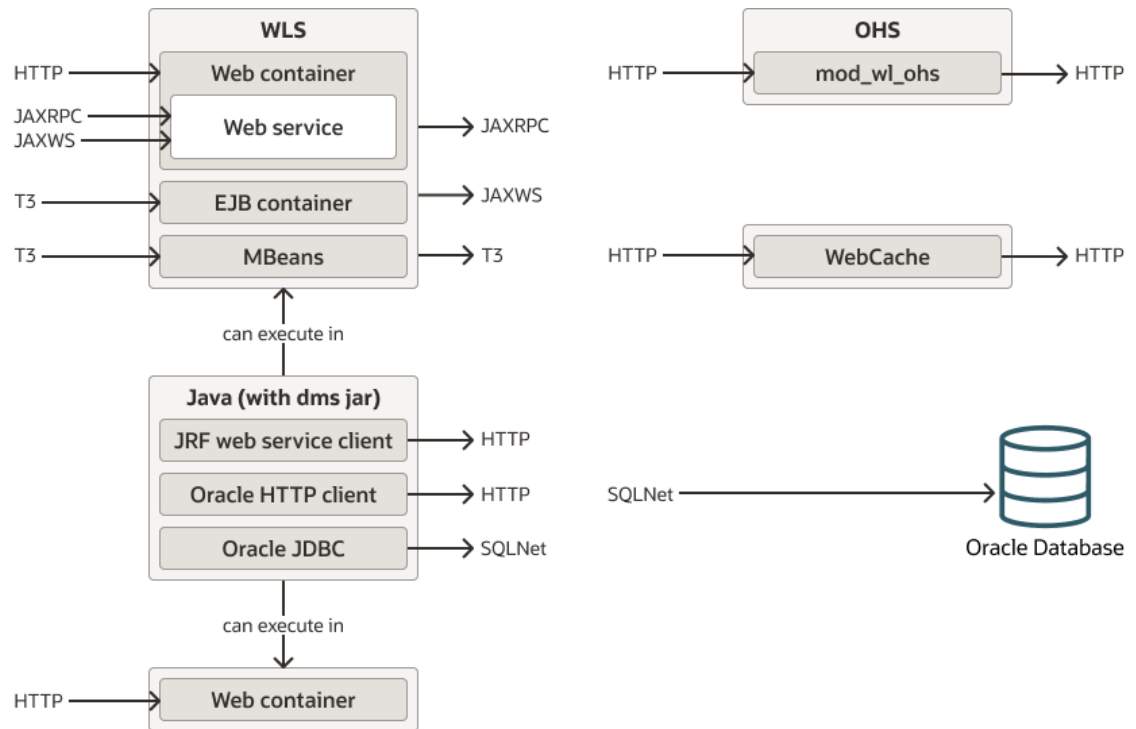 WLS
HTTP
Web container
JAXRPC
JAXWS
Web service
JAXRPC
T3
EJB container
JAXWS
T3
MBeans
T3
can execute in
Java (with dms jar)
JRF web service client
HTTP
Oracle HTTP client
HTTP
Oracle JDBC
SQLNet
can execute in
HTTP
Web container
OHS
HTTP
mod_wl_ohs
HTTP
HTTP
WebCache
HTTP
SQLNet
Oracle Database